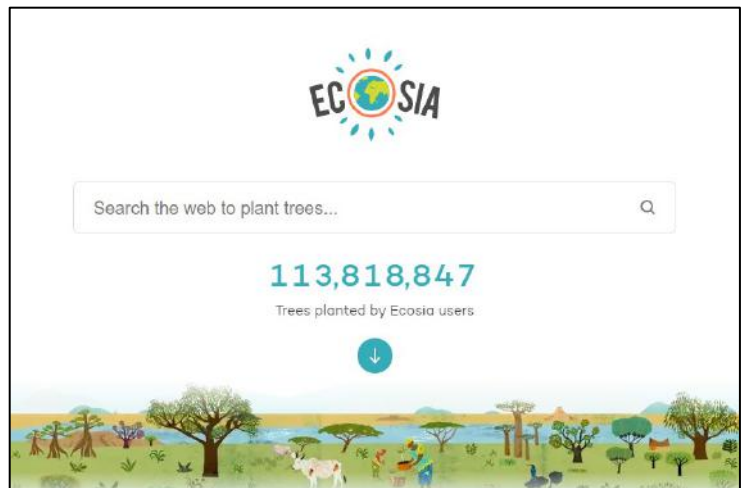 ECOSIA
Search the web to plant trees...
113,818,847
Trees planted by Ecosia users